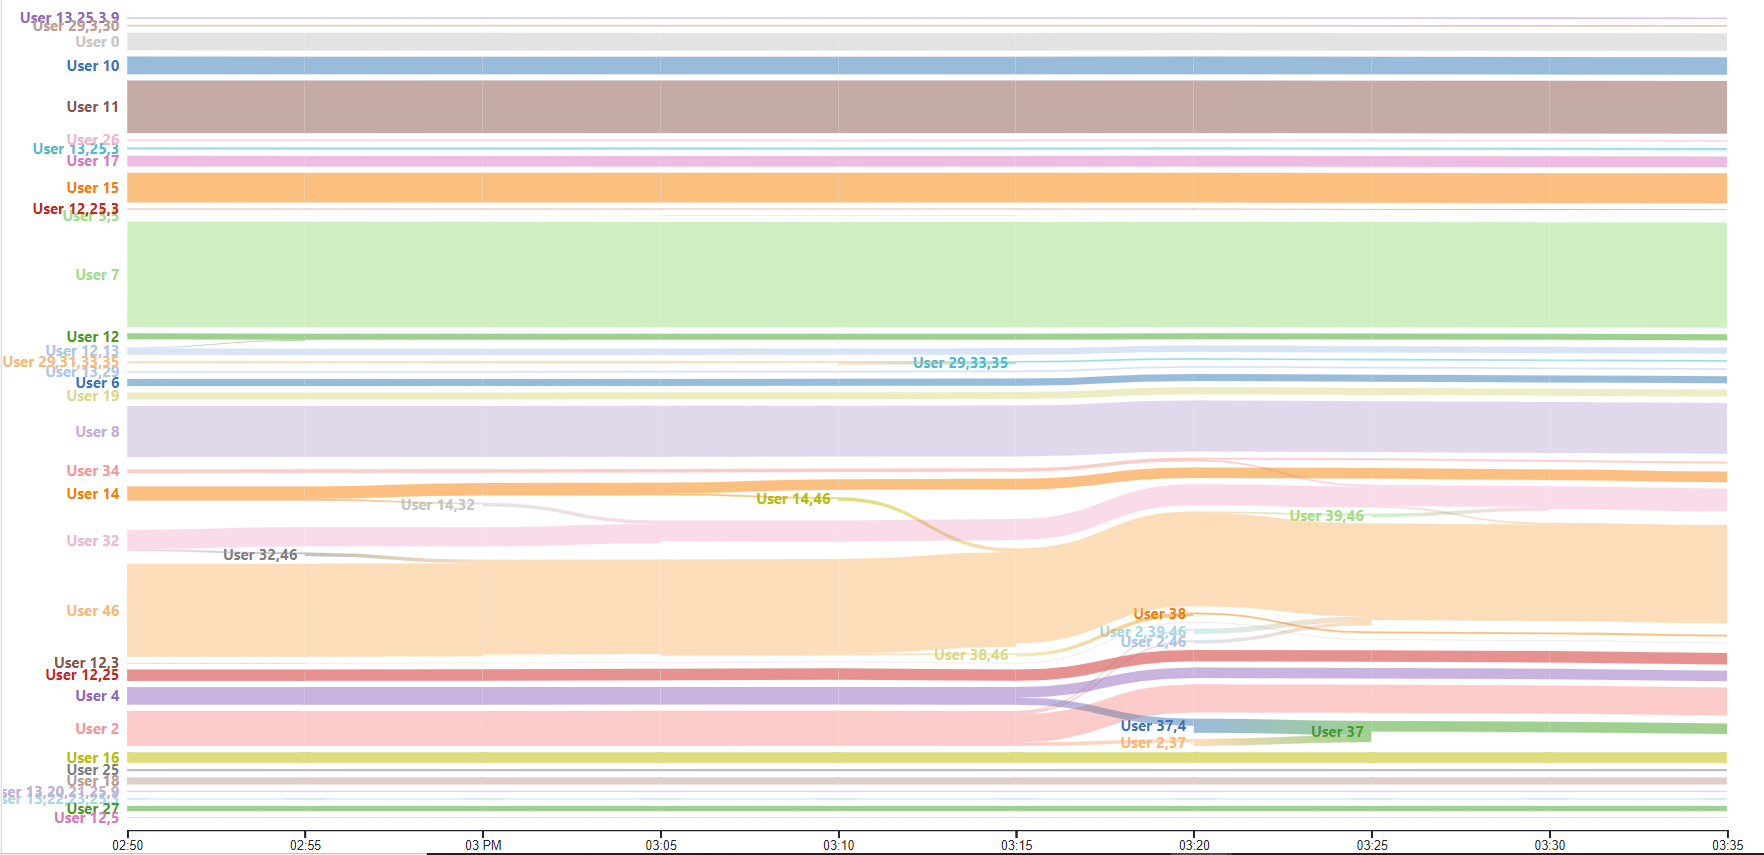 User 13,25,3,9
User 29,3,30
User 0
User 10
User 11
User 26
User 13,25,3
User 17
User 15
User 12,25,3
User 3,5
User 7
User 12
User 12,13
User 29,31,33,35
User 29,33,35
User 13,29
User 6
User 19
User 8
User 34
User 14
User 14,46
User 14,32
User 39,46
User 32
User 32,46
User 46
User 38
User 2,39,46
User 2,46
User 38,46
User 12,3
User 12,25
User 4
User 37,4
User 2
User 37
User 2,37
User 16
User 25
User 18
ser 13,20,21,25,9
User 27
User 12,5
02:50 02:55 03 PM 03:05 03:10 03:15 03:20 03:25 03:30 03:35